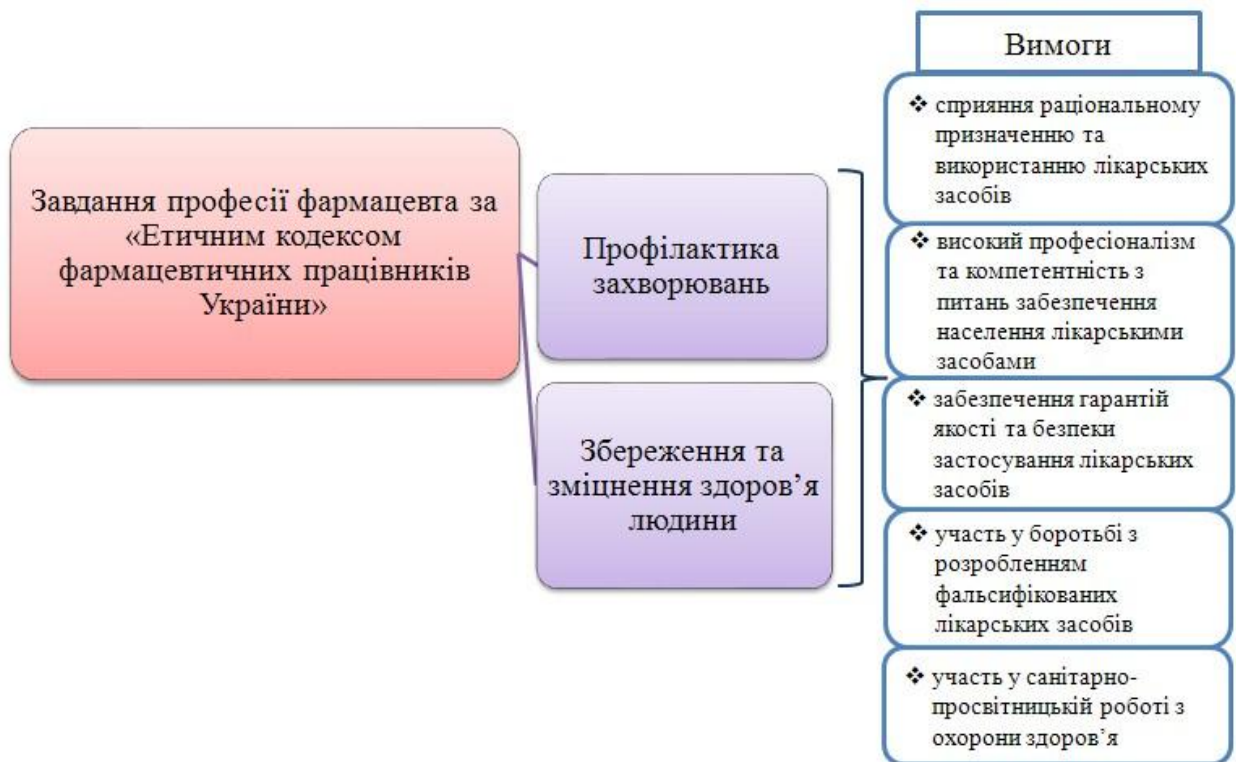 Завдання професії фармацевта за
«Етичним кодексом
фармацевтичних працівників
України»
Профілактика
захворювань
Збереження та
зміцнення здоров’я
людини
Вимоги
❖ сприяння раціональному
призначенню та
використанню лікарських
засобів
❖ високий професіоналізм
та компетентність з
питань забезпечення
населення лікарськими
засобами
❖ забезпечення гарантій
якості та безпеки
застосування лікарських
засобів
❖ участь у боротьбі з
розробленням
фальсифікованих
лікарських засобів
❖ участь у санітарно-
просвітницькій роботі з
охорони здоров’я